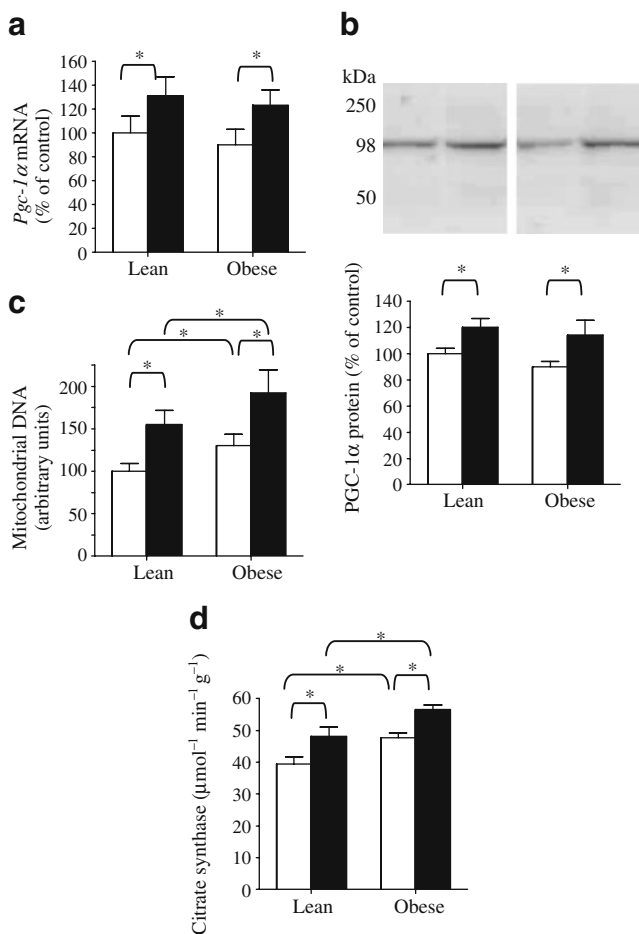 a
*
*
160
140
120
100
80
60
40
20
0
Pgc-1α mRNA
(% of control)
Lean Obese
b
kDa
250
98
50
*
*
140
120
100
80
60
40
20
0
PGC-1α protein (% of control)
Lean Obese
c
*
*
*
*
200
150
100
50
0
Mitochondrial DNA
(arbitrary units)
Lean Obese
d
*
*
*
*
60
50
40
30
20
10
0
Citrate synthase (µmol⁻¹ min⁻¹ g⁻¹)
Lean Obese